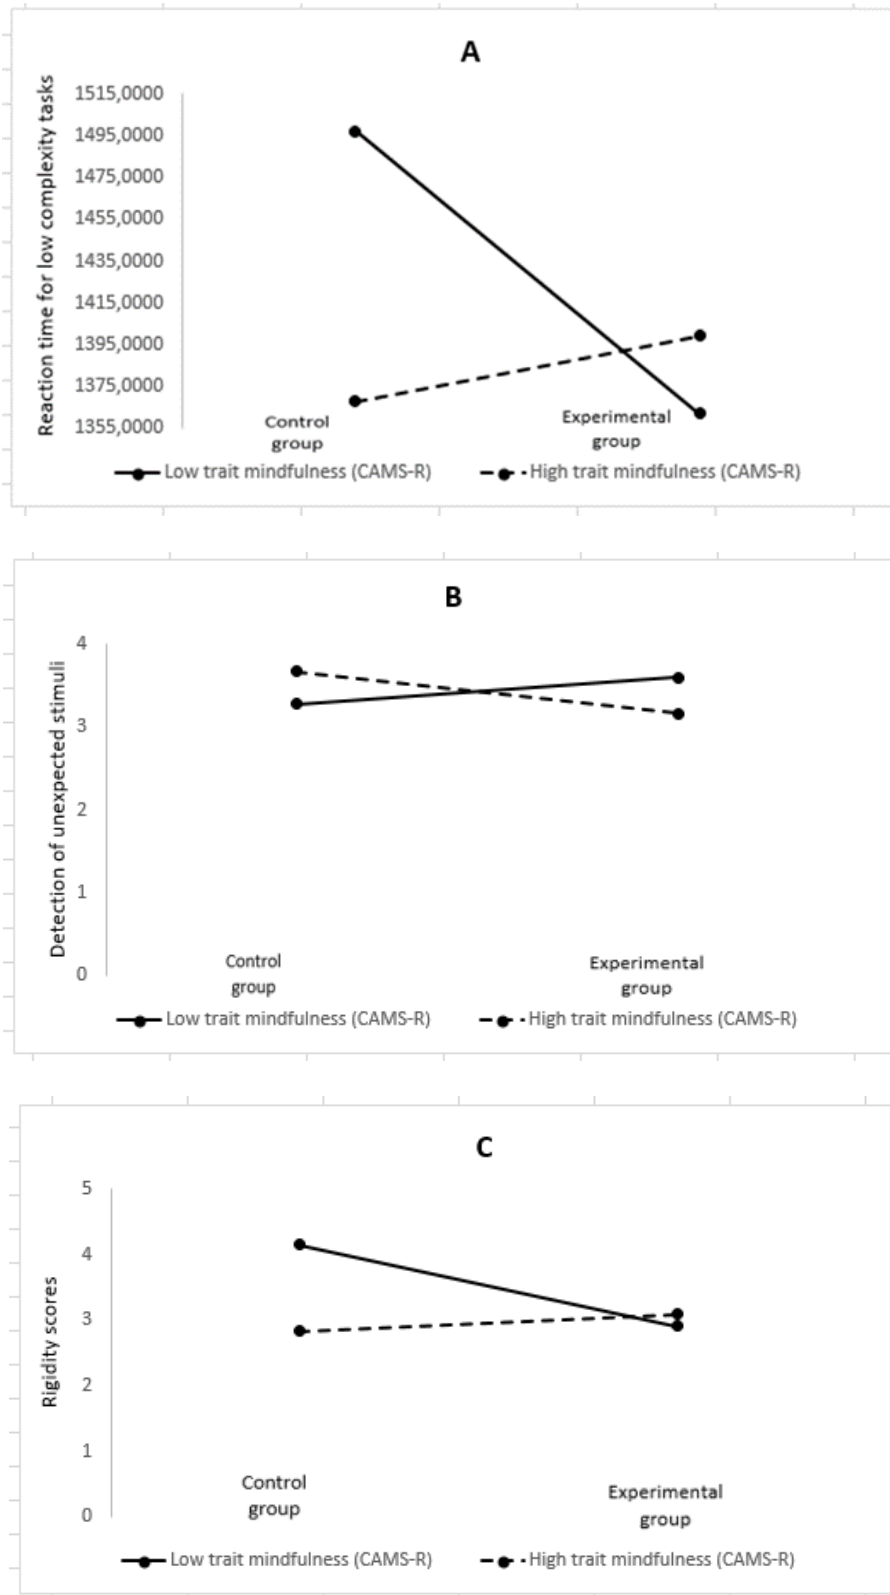 A
Reaction time for low complexity tasks
1515,0000
1495,0000
1475,0000
1455,0000
1435,0000
1415,0000
1395,0000
1375,0000
1355,0000
Control
group
Experimental
group
Low trait mindfulness (CAMS-R)
High trait mindfulness (CAMS-R)
B
Detection of unexpected stimuli
4
3
2
1
0
Control
group
Experimental
group
Low trait mindfulness (CAMS-R)
High trait mindfulness (CAMS-R)
C
Rigidity scores
5
4
3
2
1
0
Control
group
Experimental
group
Low trait mindfulness (CAMS-R)
High trait mindfulness (CAMS-R)